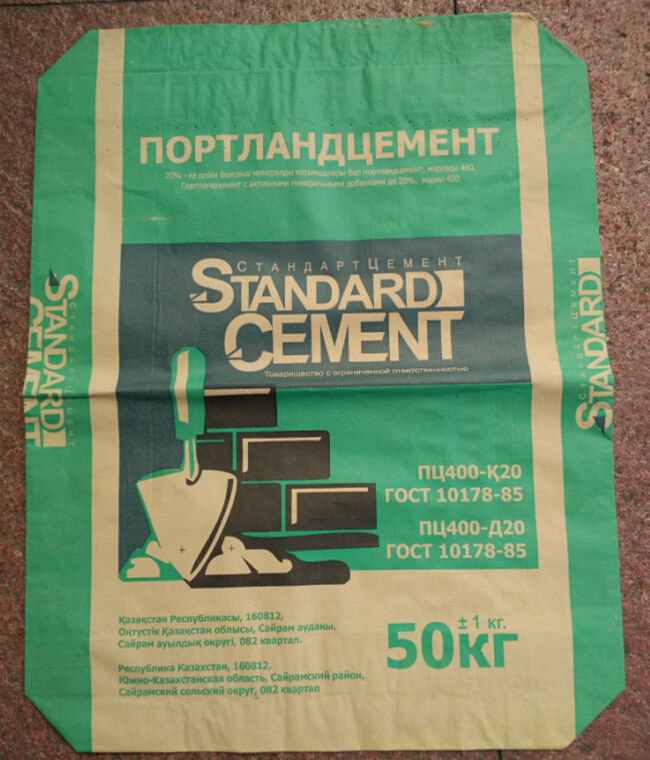 ПОРТЛАНДЦЕМЕНТ
20% - ға дейін белсенді минералды қосымшалары бар портландцемент, маркасы 400.
Портландцемент с активными минеральными добавками до 20%, марки 400
СТАНДАРТЦЕМЕНТ
STANDARD
CEMENT
Товарищество с ограниченной ответственностью
СТАНДАРТЦЕМЕНТ
STANDARD
CEMENT
СТАНДАРТЦЕМЕНТ
STANDARD
ПЦ400-Қ20
ГОСТ 10178-85
ПЦ400-Д20
ГОСТ 10178-85
Қазақстан Республикасы, 160812,
Оңтүстік Қазақстан облысы, Сайрам ауданы,
Сайрам ауылдық округі, 082 квартал.
± 1 кг.
50кг
Республика Казахстан, 160812,
Южно-Казахстанская область, Сайрамский район,
Сайрамский сельский округ, 082 квартал